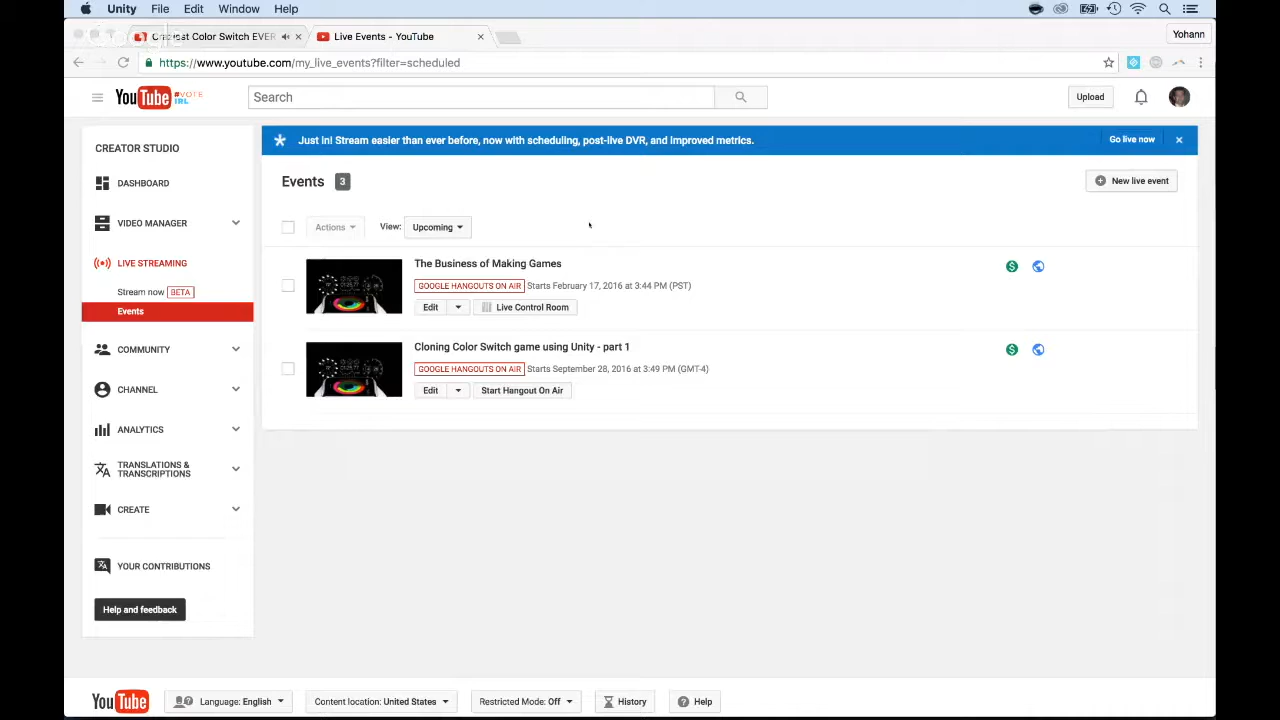 Unity File Edit Window Help
Google
Craziest Color Switch EVER Live Events - YouTube Yohann
https://www.youtube.com/my_live_events?filter=scheduled
YouTube #VOTE IRL Search Upload
CREATOR STUDIO
DASHBOARD
VIDEO MANAGER
LIVE STREAMING
Stream now BETA
Events
COMMUNITY
CHANNEL
ANALYTICS
TRANSLATIONS &
TRANSCRIPTIONS
CREATE
YOUR CONTRIBUTIONS
Help and feedback
Just in! Stream easier than ever before, now with scheduling, post-live DVR, and improved metrics. Go live now
Events 3 New live event
Actions View: Upcoming
The Business of Making Games
GOOGLE HANGOUTS ON AIR Starts February 17, 2016 at 3:44 PM (PST)
Edit Live Control Room
Cloning Color Switch game using Unity - part 1
GOOGLE HANGOUTS ON AIR Starts September 28, 2016 at 3:49 PM (GMT-4)
Edit Start Hangout On Air
YouTube Language: English Content location: United States Restricted Mode: Off History Help